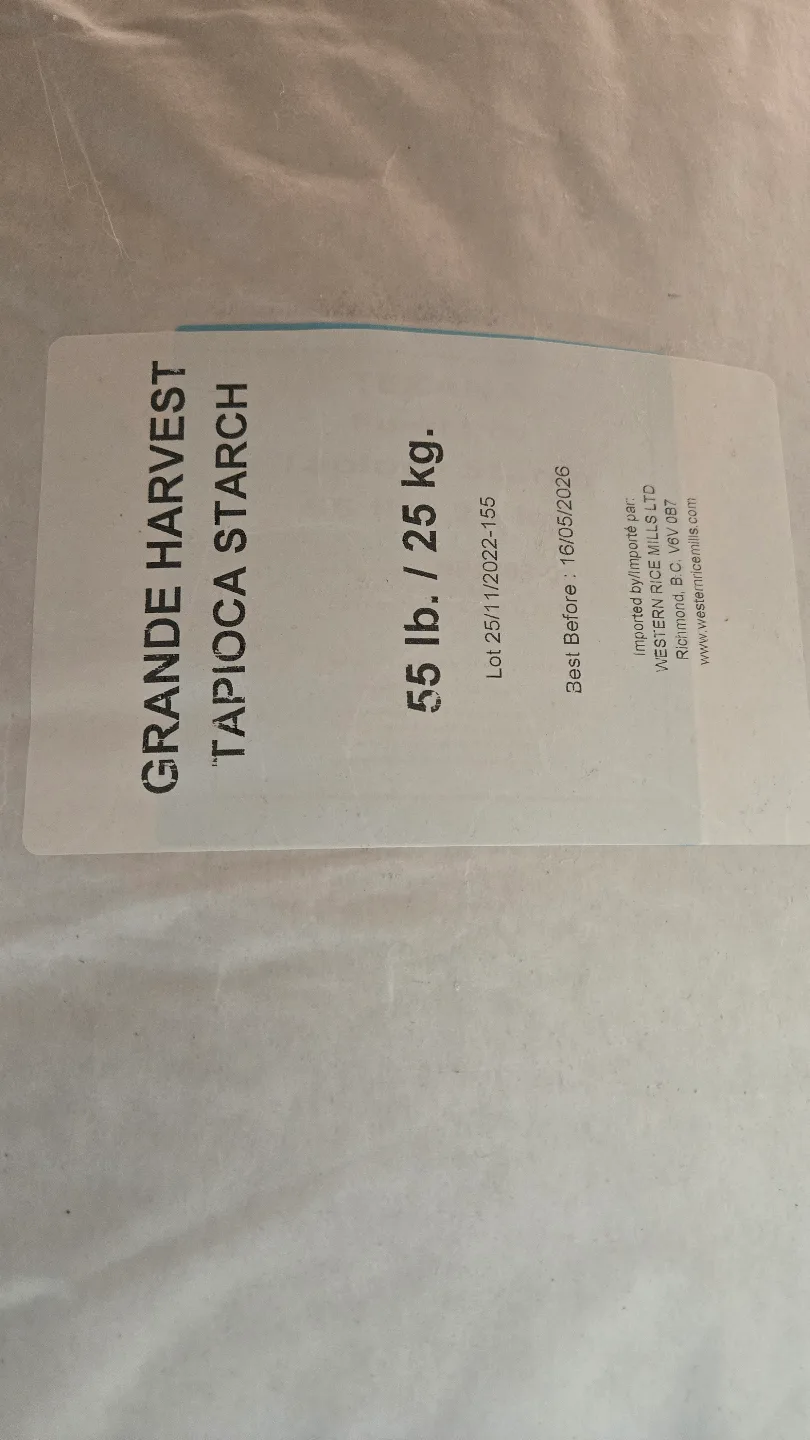 GRANDE HARVEST
TAPIOCA STARCH
55 lb. / 25 kg.
Lot 25/11/2022-155
Best Before : 16/05/2026
Imported by/Importé par:
WESTERN RICE MILLS LTD
Richmond, B.C. V6V 0B7
www.westernricemills.com